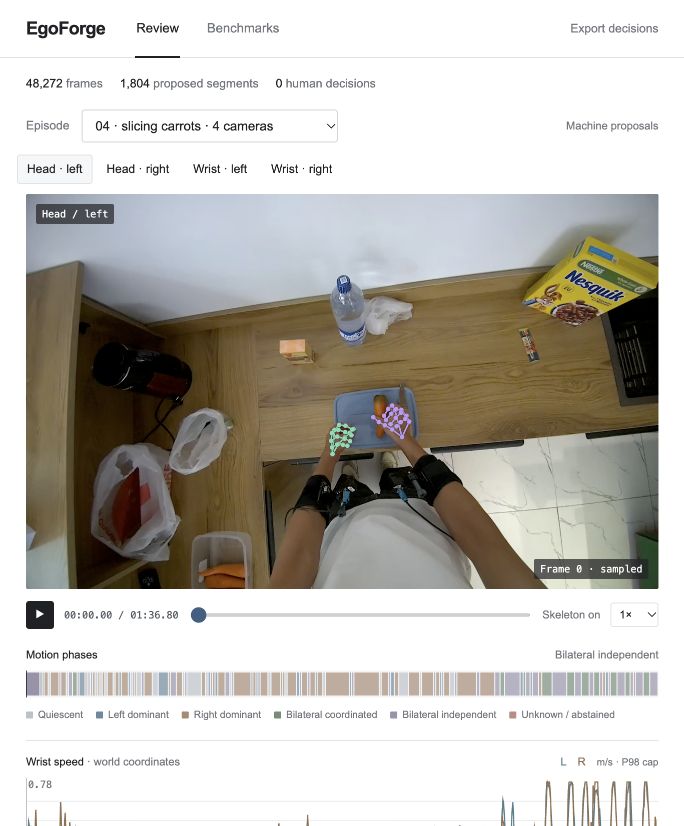 EgoForge Review Benchmarks Export decisions
48,272 frames 1,804 proposed segments 0 human decisions
Episode 04 · slicing carrots · 4 cameras Machine proposals
Head · left Head · right Wrist · left Wrist · right
Head / left
Nestlé
Nesquik
Frame 0 · sampled
00:00.00 / 01:36.80 Skeleton on 1×
Motion phases Bilateral independent
Quiescent Left dominant Right dominant Bilateral coordinated Bilateral independent Unknown / abstained
Wrist speed · world coordinates L R m/s · P98 cap
0.78